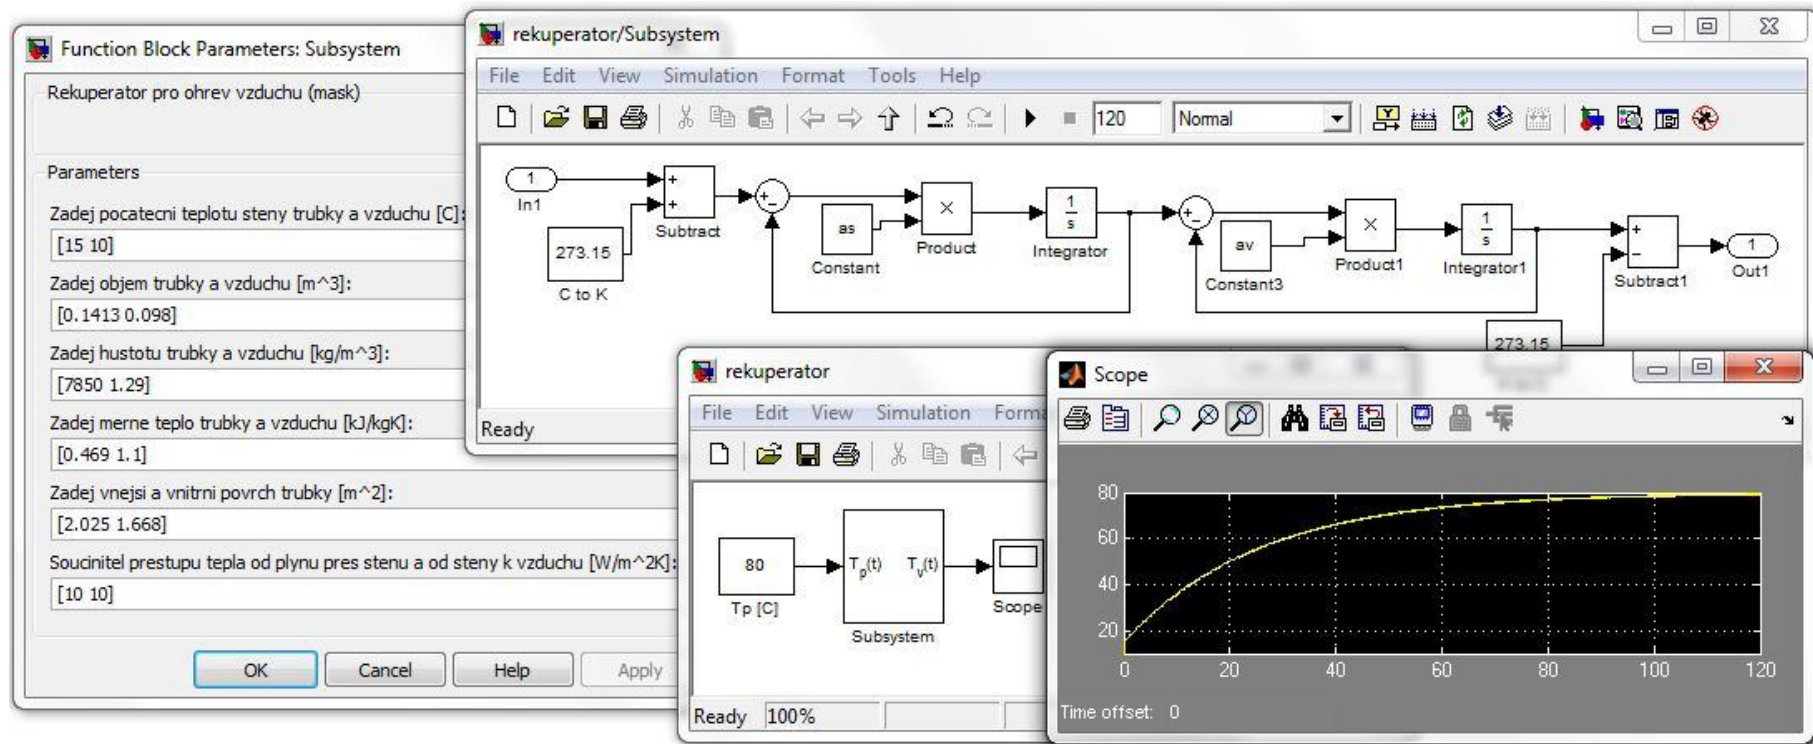 Function Block Parameters: Subsystem
Rekuperator pro ohrev vzduchu (mask)
Parameters
Zadej pocatecni teplotu steny trubky a vzduchu [C]:
[15 10]
Zadej objem trubky a vzduchu [m^3]:
[0.1413 0.098]
Zadej hustotu trubky a vzduchu [kg/m^3]:
[7850 1.29]
Zadej merne teplo trubky a vzduchu [kJ/kgK]:
[0.469 1.1]
Zadej vnejsi a vnitrni povrch trubky [m^2]:
[2.025 1.668]
Soucinitel prestupu tepla od plynu pres stenu a od steny k vzduchu [W/m^2K]:
[10 10]
OK Cancel Help Apply
rekuperator/Subsystem
File Edit View Simulation Format Tools Help
120 Normal
1
In1
+
+
Subtract
273.15
C to K
+
-
as
Constant
×
Product
1
s
Integrator
+
-
av
Constant3
×
Product1
1
s
Integrator1
+
-
Subtract1
1
Out1
273.15
Ready
rekuperator
File Edit View Simulation Forma
80
Tp [C]
Tp(t) Tv(t)
Subsystem
Scope
Ready 100%
Scope
80
60
40
20
0 20 40 60 80 100 120
Time offset: 0